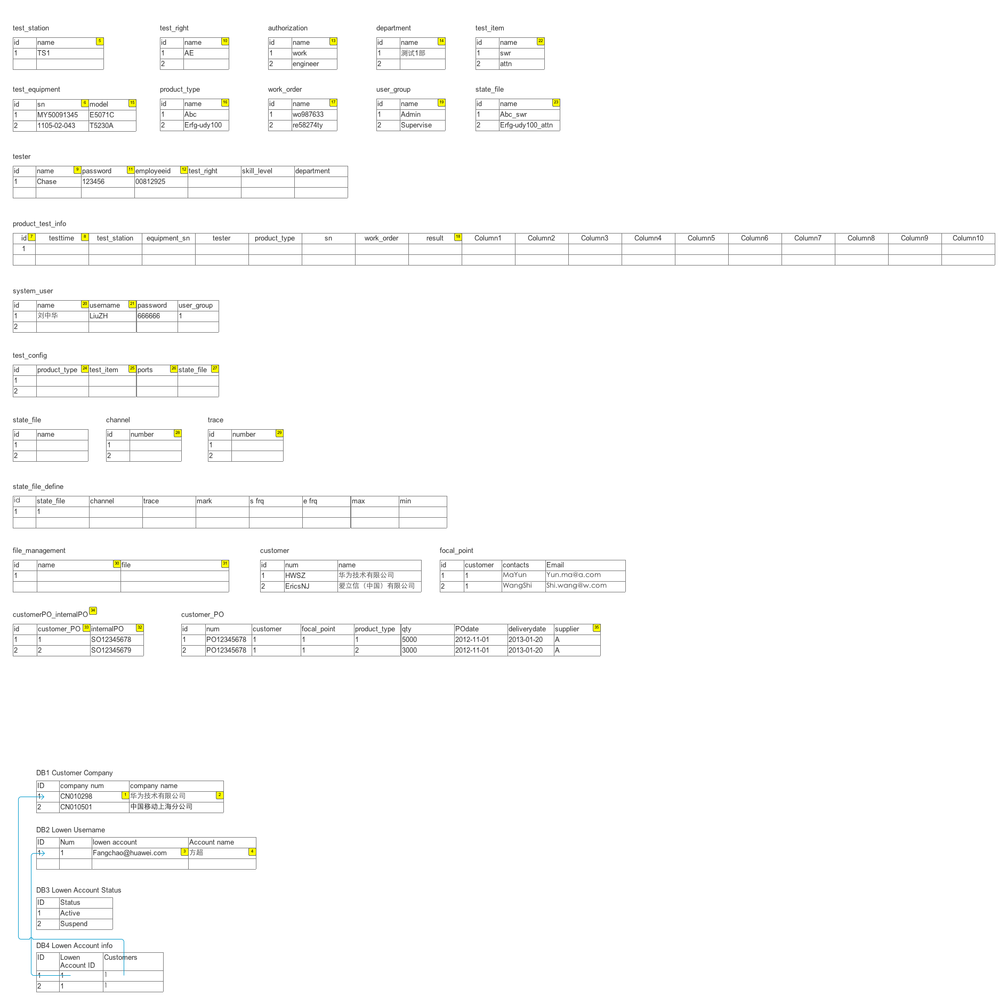 test_station test_right authorization department test_item
id name 5 id name 10 id name 13 id name 14 id name 22
1 TS1 1 AE 1 work 1 测试1部 1 swr
2 2 engineer 2 2 attn
test_equipment product_type work_order user_group state_file
id sn 6 model 15 id name 16 id name 17 id name 19 id name 23
1 MY50091345 E5071C 1 Abc 1 wo987633 1 Admin 1 Abc_swr
2 1105-02-043 T5230A 2 Erfg-udy100 2 re58274ty 2 Supervise 2 Erfg-udy100_attn
tester
id name 9 password 11 employeeid 12 test_right skill_level department
1 Chase 123456 00812925
product_test_info
id 7 testtime 8 test_station equipment_sn tester product_type sn work_order result 18 Column1 Column2 Column3 Column4 Column5 Column6 Column7 Column8 Column9 Column10
1
system_user
id name 20 username 21 password user_group
1 刘中华 LiuZH 666666 1
2
test_config
id product_type 24 test_item 25 ports 26 state_file 27
1
2
state_file channel trace
id name id number 28 id number 29
1 1 1
2 2 2
state_file_define
id state_file channel trace mark s frq e frq max min
1 1
file_management customer focal_point
id name 30 file 31 id num name id customer contacts Email
1 1 HWSZ 华为技术有限公司 1 1 MaYun Yun.ma@a.com
2 EricsNJ 爱立信（中国）有限公司 2 1 WangShi Shi.wang@w.com
customerPO_internalPO 34 customer_PO
id customer_PO 33 internalPO 32 id num customer focal_point product_type qty POdate deliverydate supplier 35
1 1 SO12345678 1 PO12345678 1 1 1 5000 2012-11-01 2013-01-20 A
2 2 SO12345679 2 PO12345678 1 1 2 3000 2012-11-01 2013-01-20 A
DB1 Customer Company
ID company num company name
1 CN010298 1 华为技术有限公司 2
2 CN010501 中国移动上海分公司
DB2 Lowen Username
ID Num lowen account Account name
1 1 Fangchao@huawei.com 3 方超 4
DB3 Lowen Account Status
ID Status
1 Active
2 Suspend
DB4 Lowen Account info
ID Lowen Customers
Account ID
1 1 1
2 1 1